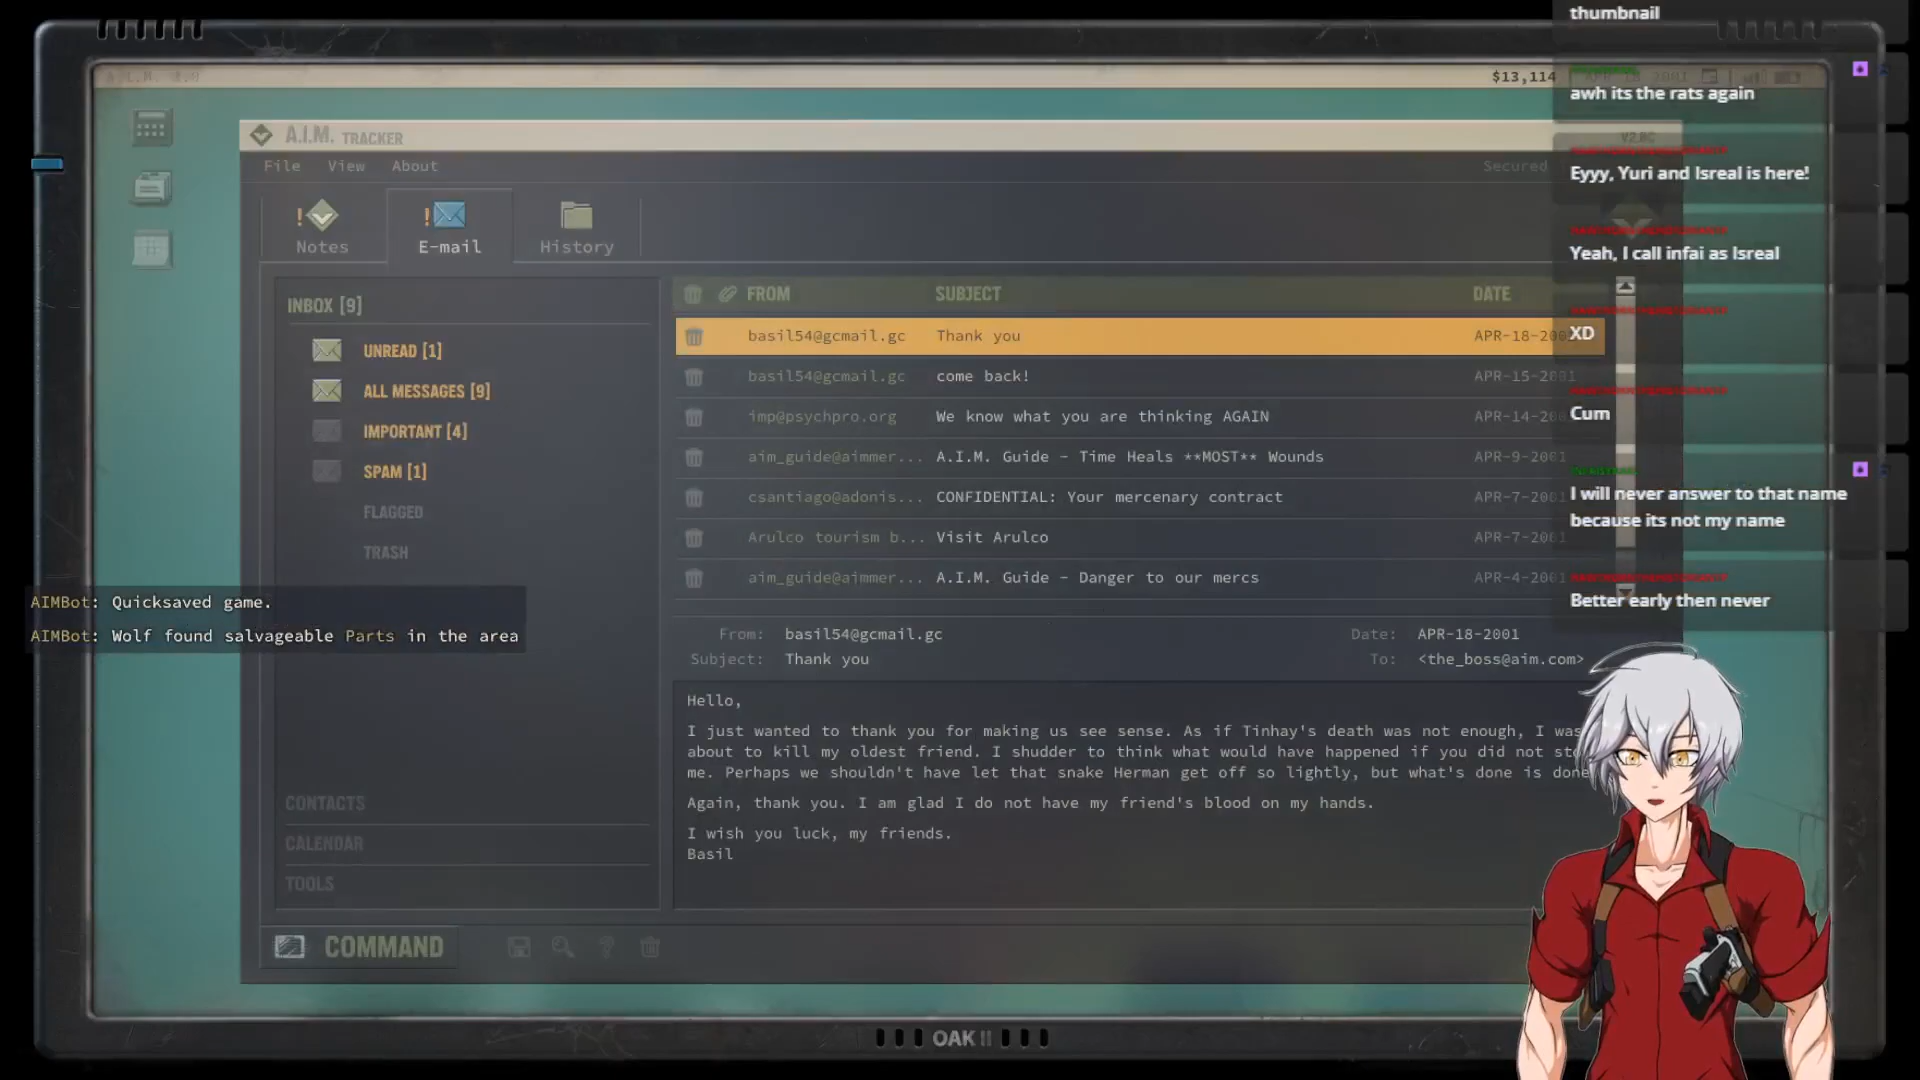 thumbnail
A.I.M.
$13,114
APR 18 2001
awh its the rats again
A.I.M. TRACKER
File View About
Secured
Eyyy, Yuri and Isreal is here!
Notes
E-mail
History
Yeah, I call infai as Isreal
INBOX [9]
FROM SUBJECT DATE
UNREAD [1]
basil54@gcmail.gc Thank you APR-18-200
XD
ALL MESSAGES [9]
basil54@gcmail.gc come back! APR-15-2001
IMPORTANT [4]
imp@psychpro.org We know what you are thinking AGAIN APR-14-200
Cum
SPAM [1]
aim_guide@aimmer... A.I.M. Guide - Time Heals **MOST** Wounds APR-9-2001
FLAGGED
csantiago@adonis... CONFIDENTIAL: Your mercenary contract APR-7-2001
I will never answer to that name
because its not my name
TRASH
Arulco tourism b... Visit Arulco APR-7-2001
aim_guide@aimmer... A.I.M. Guide - Danger to our mercs APR-4-2001
Better early then never
AIMBot: Quicksaved game.
AIMBot: Wolf found salvageable Parts in the area
From: basil54@gcmail.gc Date: APR-18-2001
Subject: Thank you To: <the_boss@aim.com>
Hello,
I just wanted to thank you for making us see sense. As if Tinhay's death was not enough, I was
about to kill my oldest friend. I shudder to think what would have happened if you did not sto
me. Perhaps we shouldn't have let that snake Herman get off so lightly, but what's done is done
Again, thank you. I am glad I do not have my friend's blood on my hands.
I wish you luck, my friends.
Basil
CONTACTS
CALENDAR
TOOLS
COMMAND
OAK II